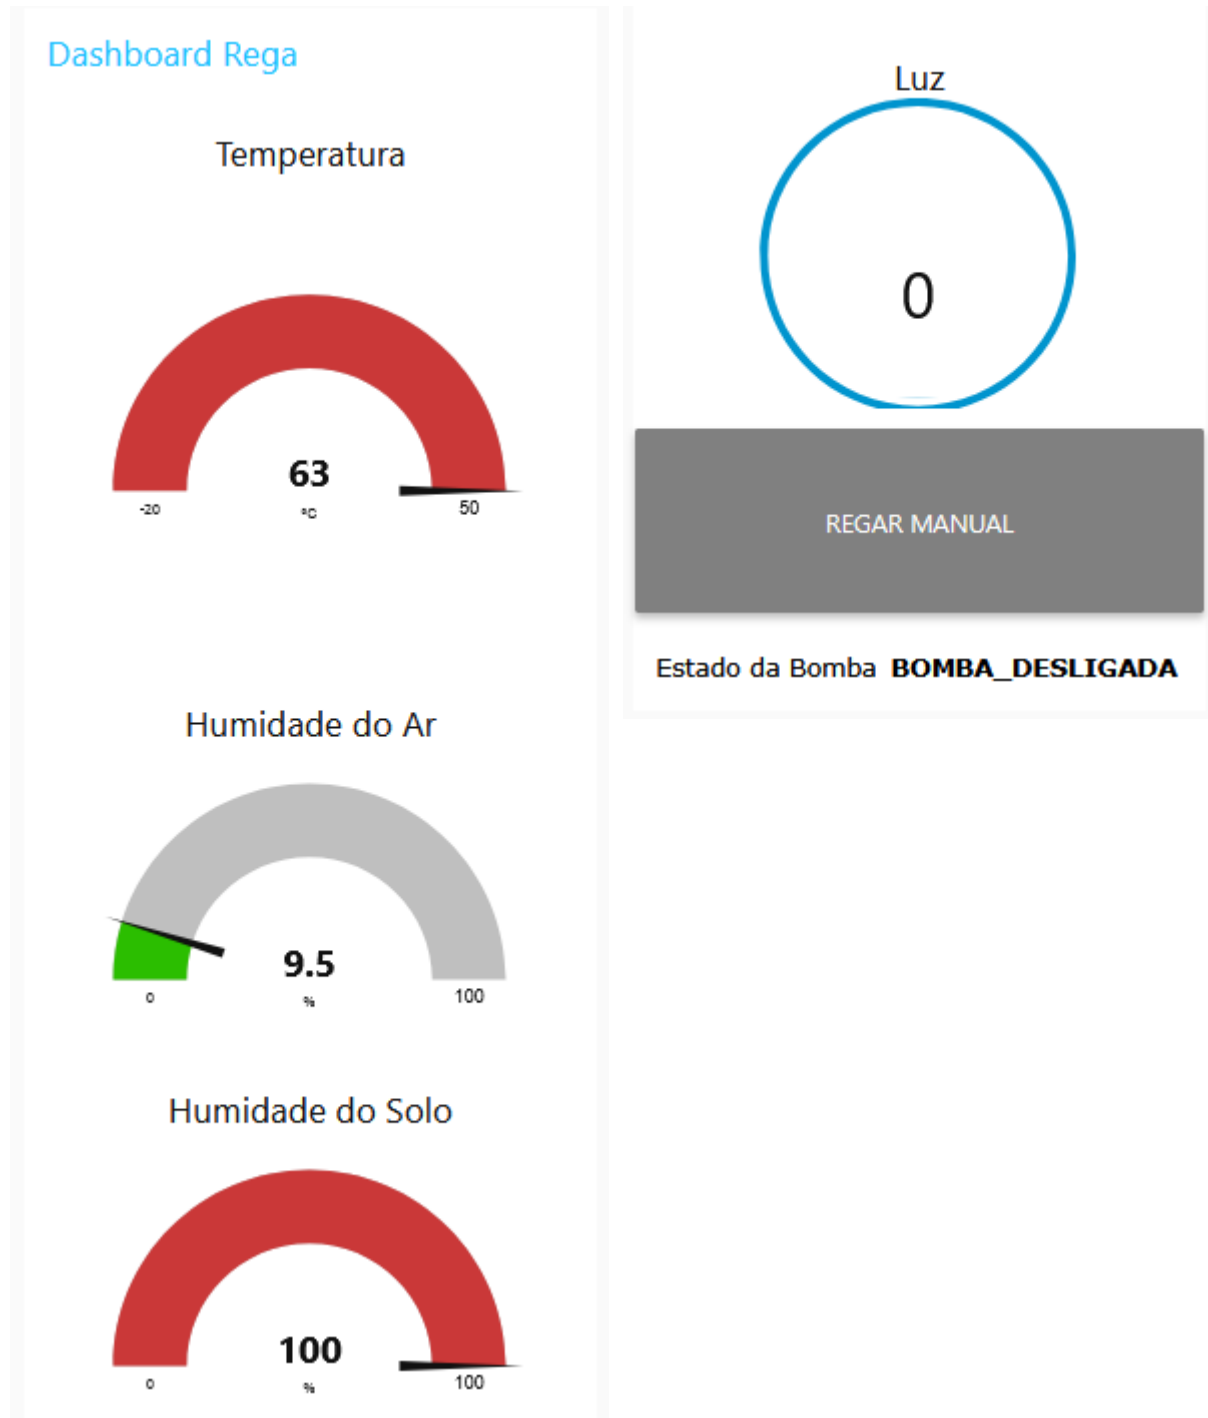 Dashboard Rega
Temperatura
63
-20
ºC
50
Humidade do Ar
9.5
0
%
100
Humidade do Solo
100
0
%
100
Luz
0
REGAR MANUAL
Estado da Bomba BOMBA_DESLIGADA